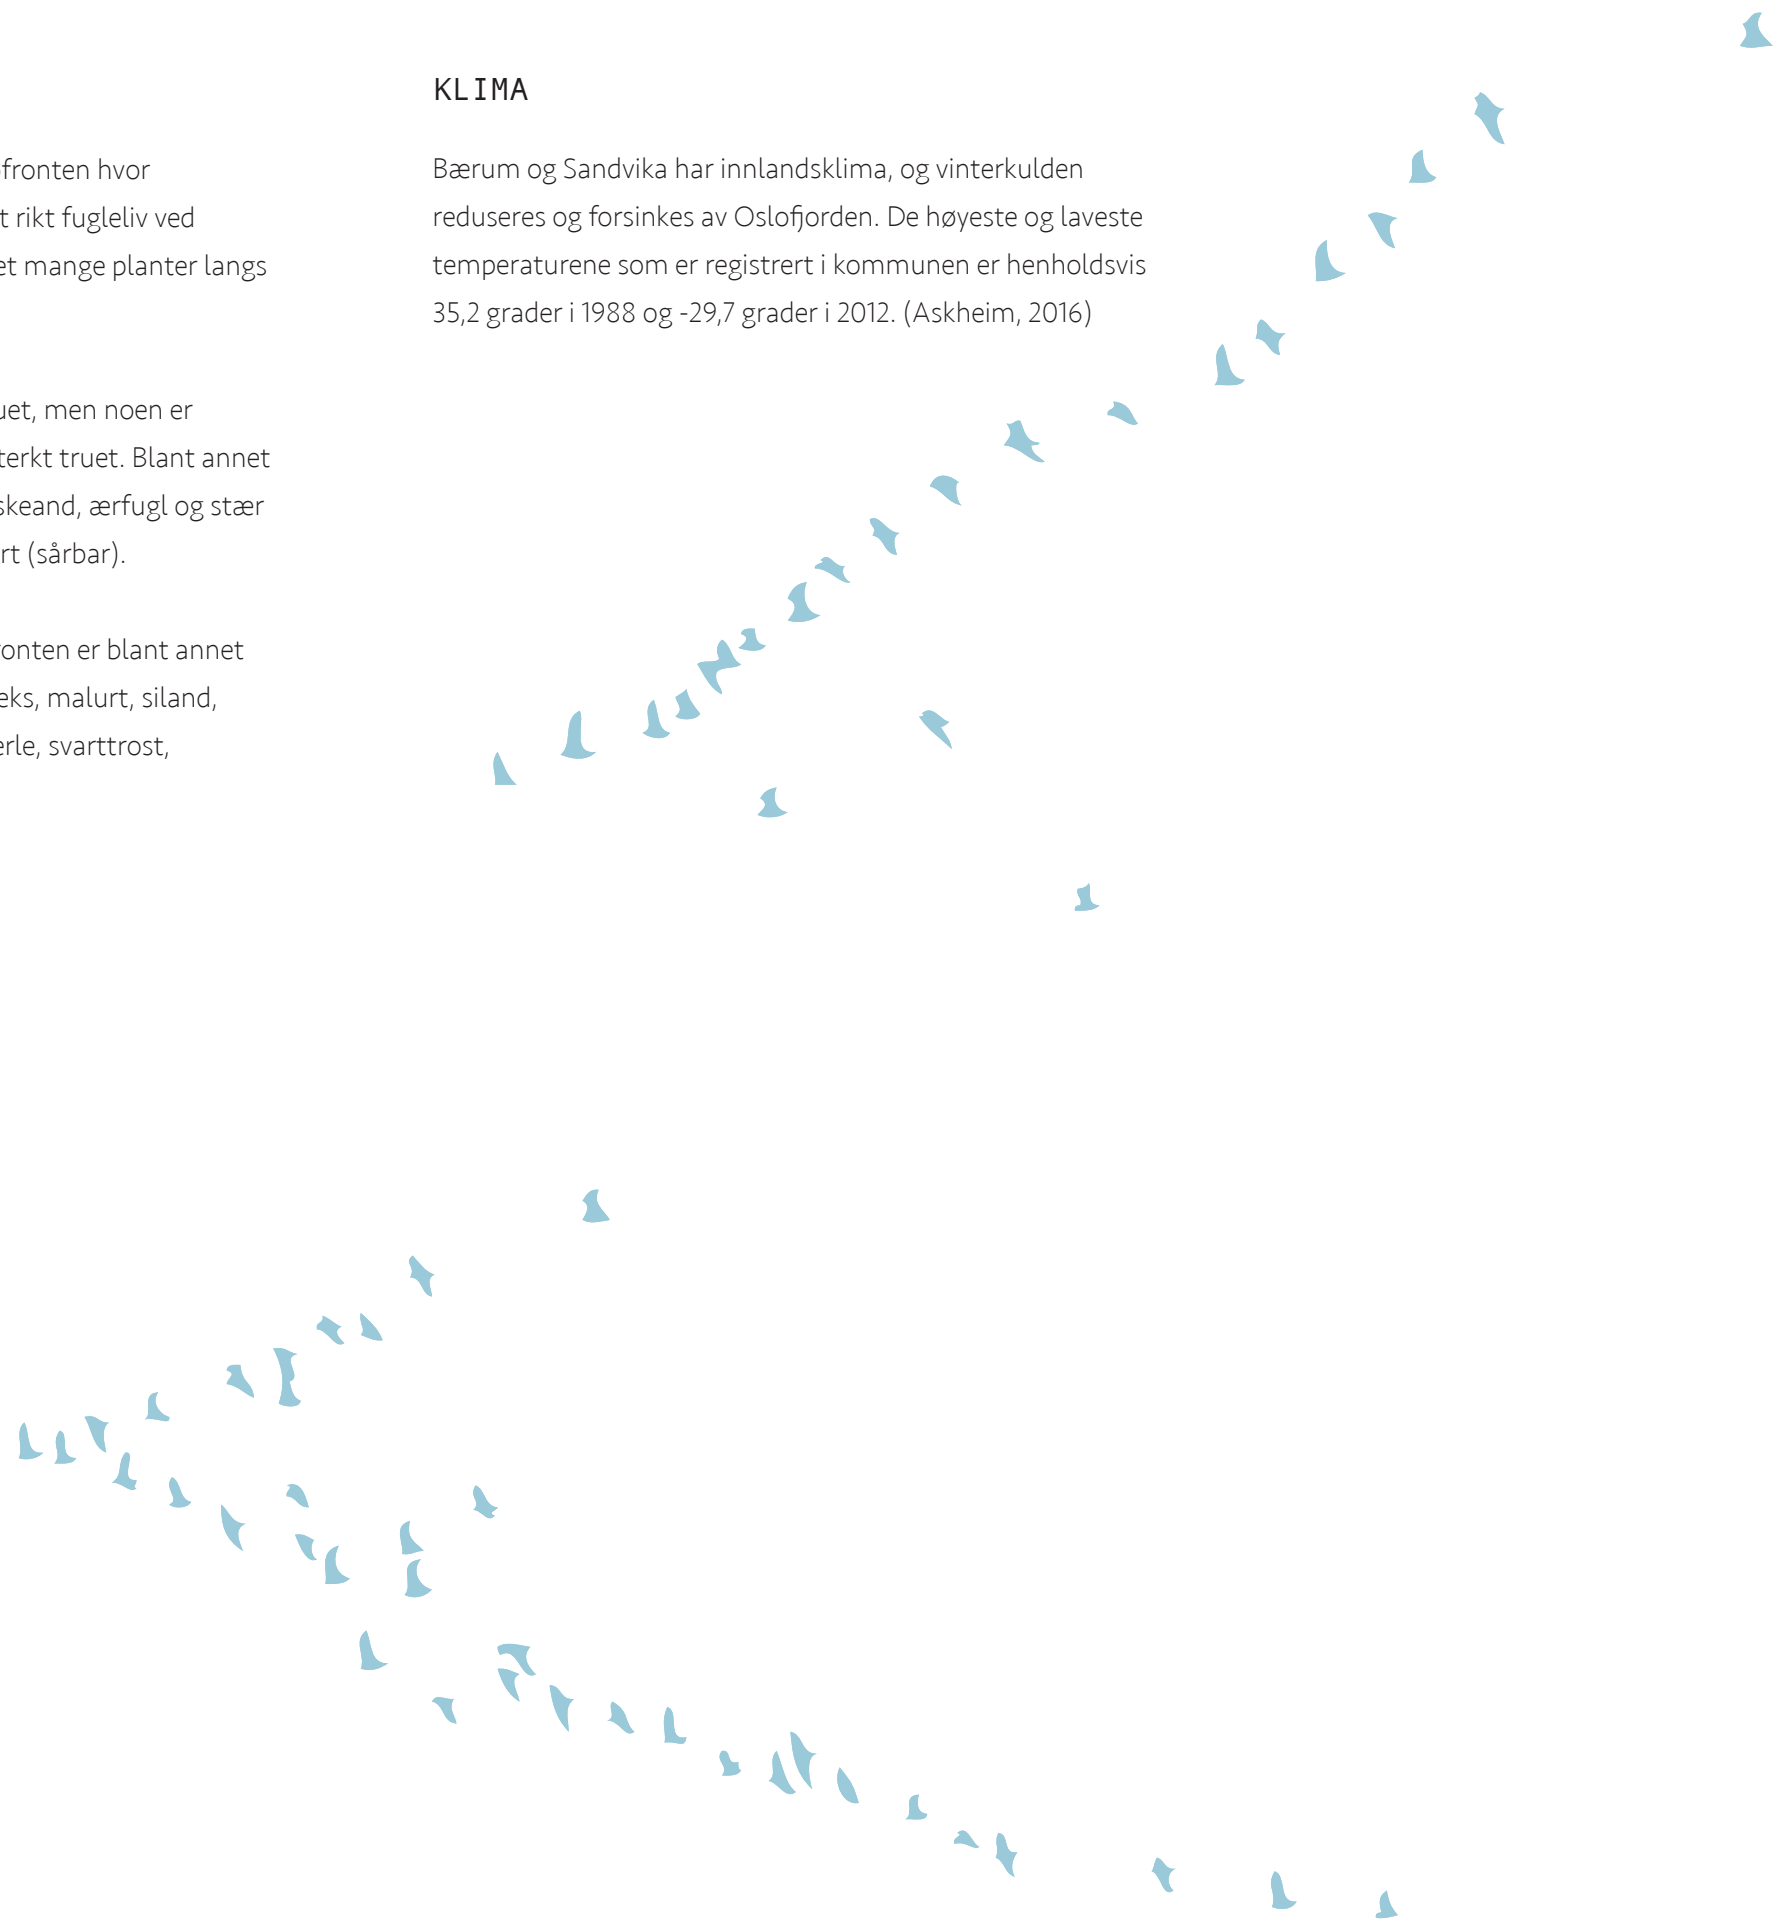 fronten hvor
t rikt fugleliv ved
et mange planter langs
uet, men noen er
terkt truet. Blant annet
skeand, ærfugl og stær
rt (sårbar).
onten er blant annet
eks, malurt, siland,
erle, svarttrost,
KLIMA
Bærum og Sandvika har innlandsklima, og vinterkulden
reduseres og forsinkes av Oslofjorden. De høyeste og laveste
temperaturene som er registrert i kommunen er henholdsvis
35,2 grader i 1988 og -29,7 grader i 2012. (Askheim, 2016)